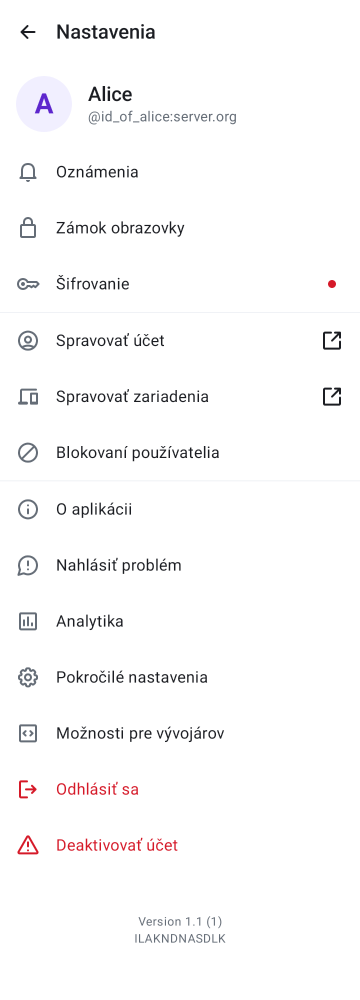 Nastavenia
A
Alice
@id_of_alice:server.org
Oznámenia
Zámok obrazovky
Šifrovanie
Spravovať účet
Spravovať zariadenia
Blokovaní používatelia
O aplikácii
Nahlásiť problém
Analytika
Pokročilé nastavenia
Možnosti pre vývojárov
Odhlásiť sa
Deaktivovať účet
Version 1.1 (1)
ILAKNDNASDLK